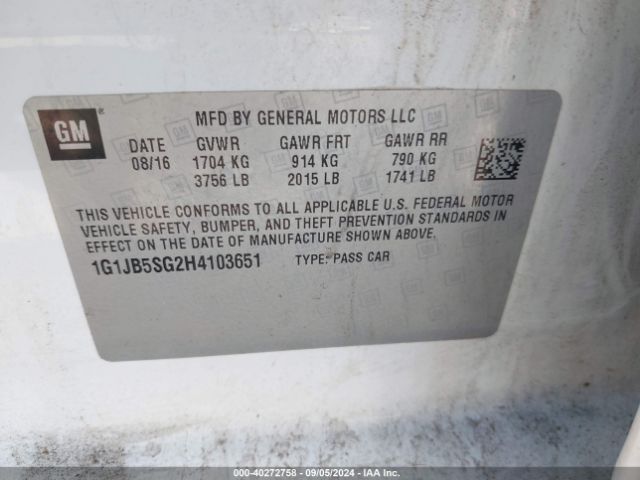 GM
MFD BY GENERAL MOTORS LLC
DATE GVWR GAWR FRT GAWR RR
08/16 1704 KG 914 KG 790 KG
3756 LB 2015 LB 1741 LB
THIS VEHICLE CONFORMS TO ALL APPLICABLE U.S. FEDERAL MOTOR
VEHICLE SAFETY, BUMPER, AND THEFT PREVENTION STANDARDS IN
EFFECT ON THE DATE OF MANUFACTURE SHOWN ABOVE.
1G1JB5SG2H4103651 TYPE: PASS CAR
000-40272758 - 09/05/2024 - IAA Inc.